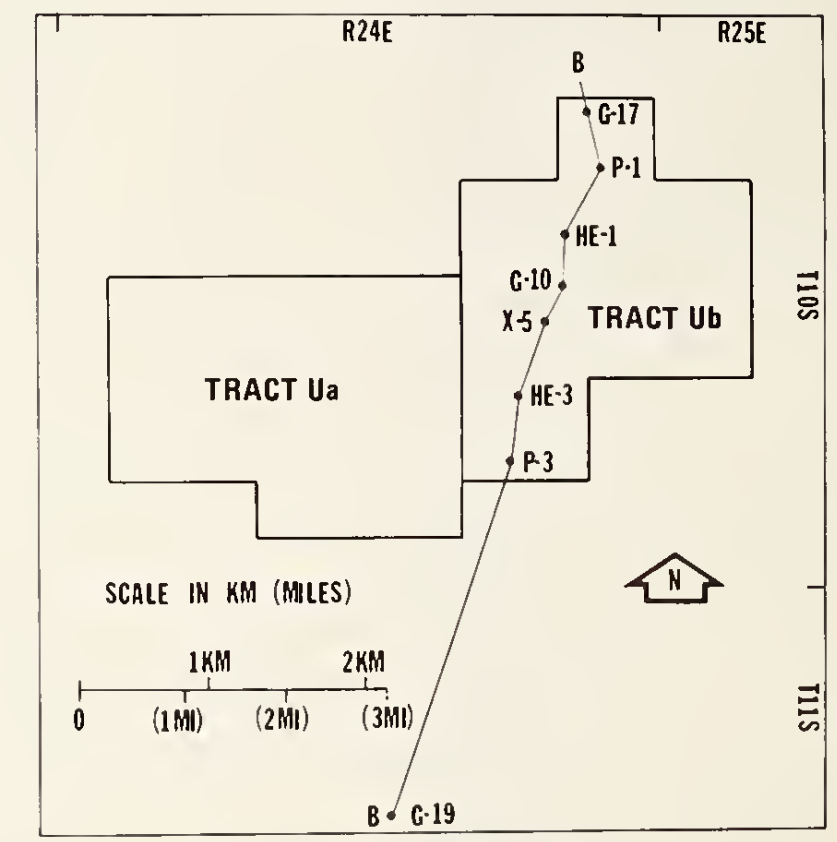 R24E
R25E
B
G-17
P-1
HE-1
G-10
X-5
TRACT Ub
T10S
TRACT Ua
HE-3
P-3
SCALE IN KM (MILES)
N
1KM 2KM
0 (1MI) (2MI) (3MI)
T11S
B G-19